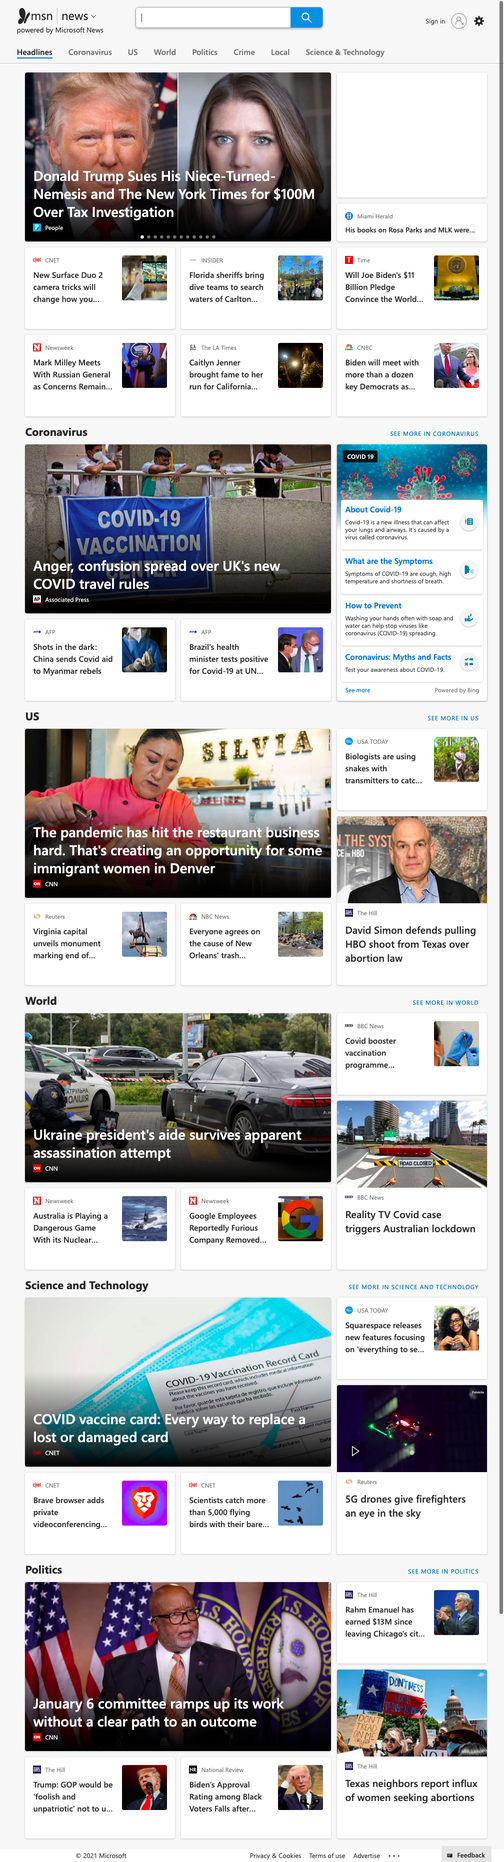 msn | news
powered by Microsoft News
Sign in
Headlines Coronavirus US World Politics Crime Local Science & Technology
Donald Trump Sues His Niece-Turned-
Nemesis and The New York Times for $100M
Over Tax Investigation
People
Miami Herald
His books on Rosa Parks and MLK were...
CNET
New Surface Duo 2
camera tricks will
change how you...
INSIDER
Florida sheriffs bring
dive teams to search
waters of Carlton...
Time
Will Joe Biden's $11
Billion Pledge
Convince the World...
Newsweek
Mark Milley Meets
With Russian General
as Concerns Remain...
The LA Times
Caitlyn Jenner
brought fame to her
run for California...
CNBC
Biden will meet with
more than a dozen
key Democrats as...
Coronavirus
SEE MORE IN CORONAVIRUS
COVID-19
VACCINATION
CENTER
Anger, confusion spread over UK's new
COVID travel rules
Associated Press
COVID 19
About Covid-19
Covid-19 is a new illness that can affect
your lungs and airways. It's caused by a
virus called coronavirus.
What are the Symptoms
Symptoms of COVID-19 are cough, high
temperature and shortness of breath.
How to Prevent
Washing your hands often with soap and
water can help stop viruses like
coronavirus (COVID-19) spreading.
Coronavirus: Myths and Facts
Test your awareness about COVID-19.
See more
Powered by Bing
AFP
Shots in the dark:
China sends Covid aid
to Myanmar rebels
AFP
Brazil's health
minister tests positive
for Covid-19 at UN...
US
SEE MORE IN US
SILVIA
The pandemic has hit the restaurant business
hard. That's creating an opportunity for some
immigrant women in Denver
CNN
USA TODAY
Biologists are using
snakes with
transmitters to catc...
The Hill
David Simon defends pulling
HBO shoot from Texas over
abortion law
Reuters
Virginia capital
unveils monument
marking end of...
NBC News
Everyone agrees on
the cause of New
Orleans' trash...
World
SEE MORE IN WORLD
Ukraine president's aide survives apparent
assassination attempt
CNN
BBC News
Covid booster
vaccination
programme...
ROAD CLOSED
BBC News
Reality TV Covid case
triggers Australian lockdown
Newsweek
Australia is Playing a
Dangerous Game
With its Nuclear...
Newsweek
Google Employees
Reportedly Furious
Company Removed...
Science and Technology
SEE MORE IN SCIENCE AND TECHNOLOGY
COVID-19 Vaccination Record Card
COVID vaccine card: Every way to replace a
lost or damaged card
CNET
USA TODAY
Squarespace releases
new features focusing
on 'everything to se...
Reuters
5G drones give firefighters
an eye in the sky
CNET
Brave browser adds
private
videoconferencing...
CNET
Scientists catch more
than 5,000 flying
birds with their bare...
Politics
SEE MORE IN POLITICS
January 6 committee ramps up its work
without a clear path to an outcome
CNN
The Hill
Rahm Emanuel has
earned $13M since
leaving Chicago's cit...
DON'T MESS
The Hill
Texas neighbors report influx
of women seeking abortions
The Hill
Trump: GOP would be
'foolish and
unpatriotic' not to u...
National Review
Biden's Approval
Rating among Black
Voters Falls after...
© 2021 Microsoft
Privacy & Cookies Terms of use Advertise ...
Feedback